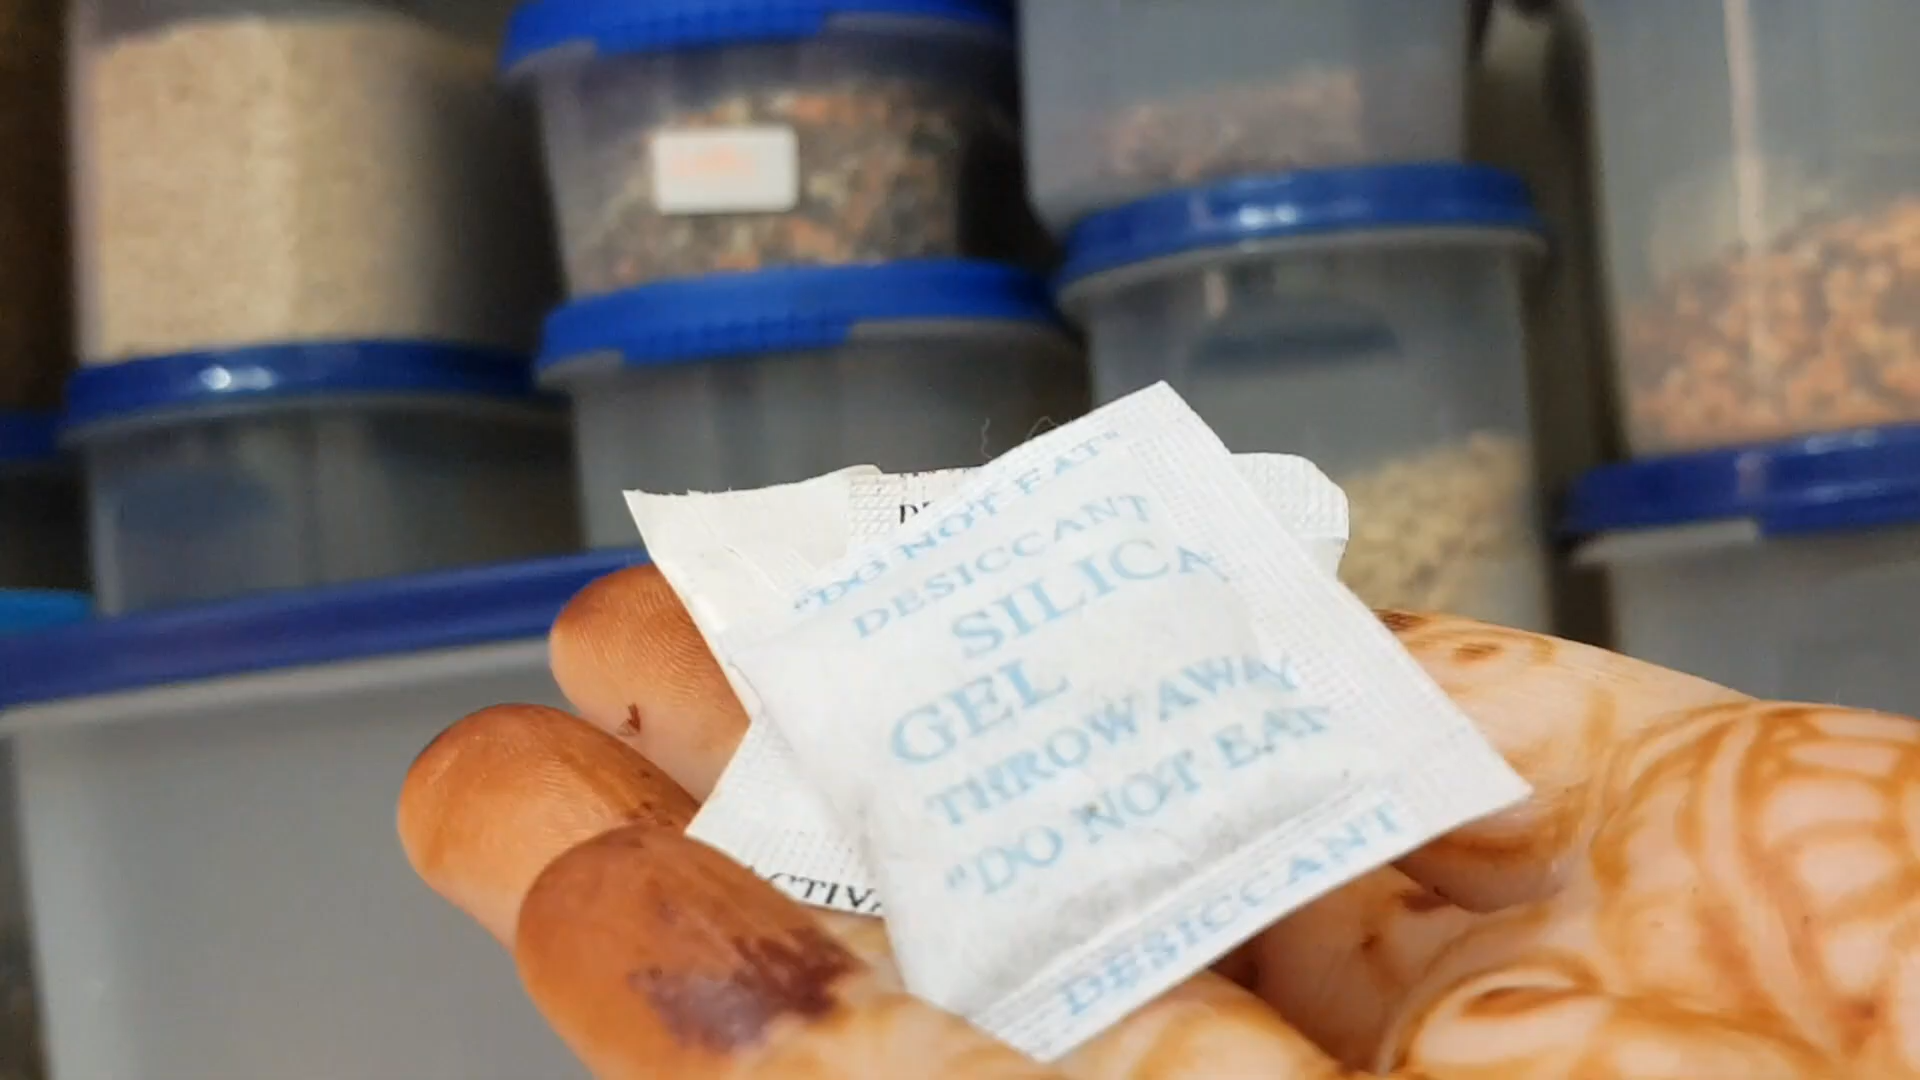 "DO NOT EAT"
DESICCANT
SILICA
GEL
THROW AWAY
"DO NOT EAT
DESICCANT